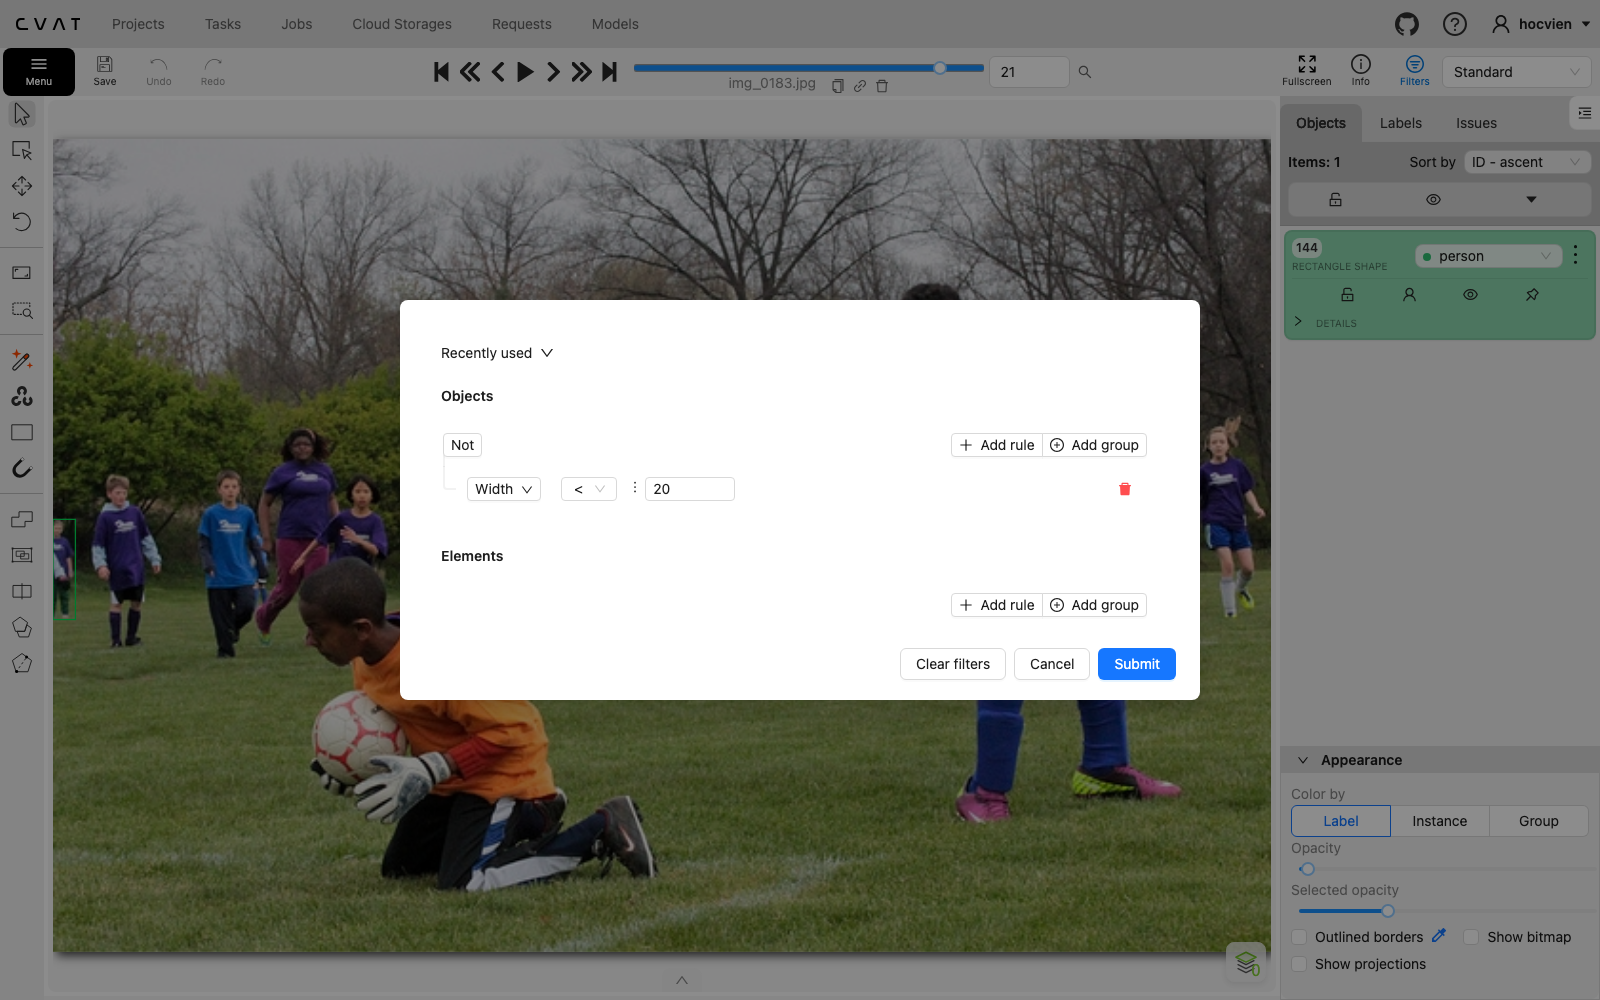 CVAT Projects Tasks Jobs Cloud Storages Requests Models hocvien
Menu Save Undo Redo 21 Fullscreen Info Filters Standard
img_0183.jpg
Objects Labels Issues
Items: 1 Sort by ID - ascent
144 person
RECTANGLE SHAPE
DETAILS
Recently used
Objects
Not Add rule Add group
Width < 20
Elements
Add rule Add group
Clear filters Cancel Submit
Appearance
Color by
Label Instance Group
Opacity
Selected opacity
Outlined borders Show bitmap
Show projections
0